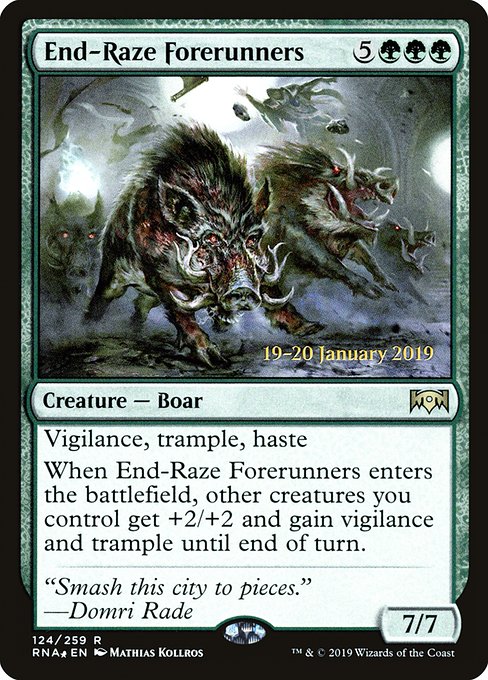 End-Raze Forerunners 5
19–20 January 2019
Creature — Boar
Vigilance, trample, haste
When End-Raze Forerunners enters
the battlefield, other creatures you
control get +2/+2 and gain vigilance
and trample until end of turn.
“Smash this city to pieces.”
—Domri Rade
7/7
124/259 R
RNA★EN Mathias Kollros
™ & © 2019 Wizards of the Coast